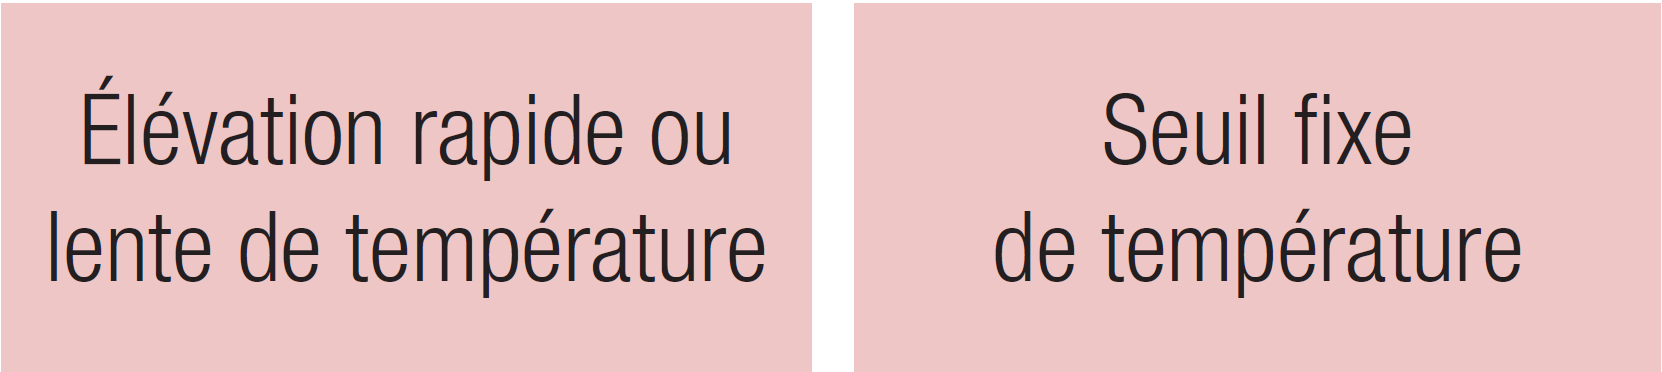 Élévation rapide ou
lente de température
Seuil fixe
de température